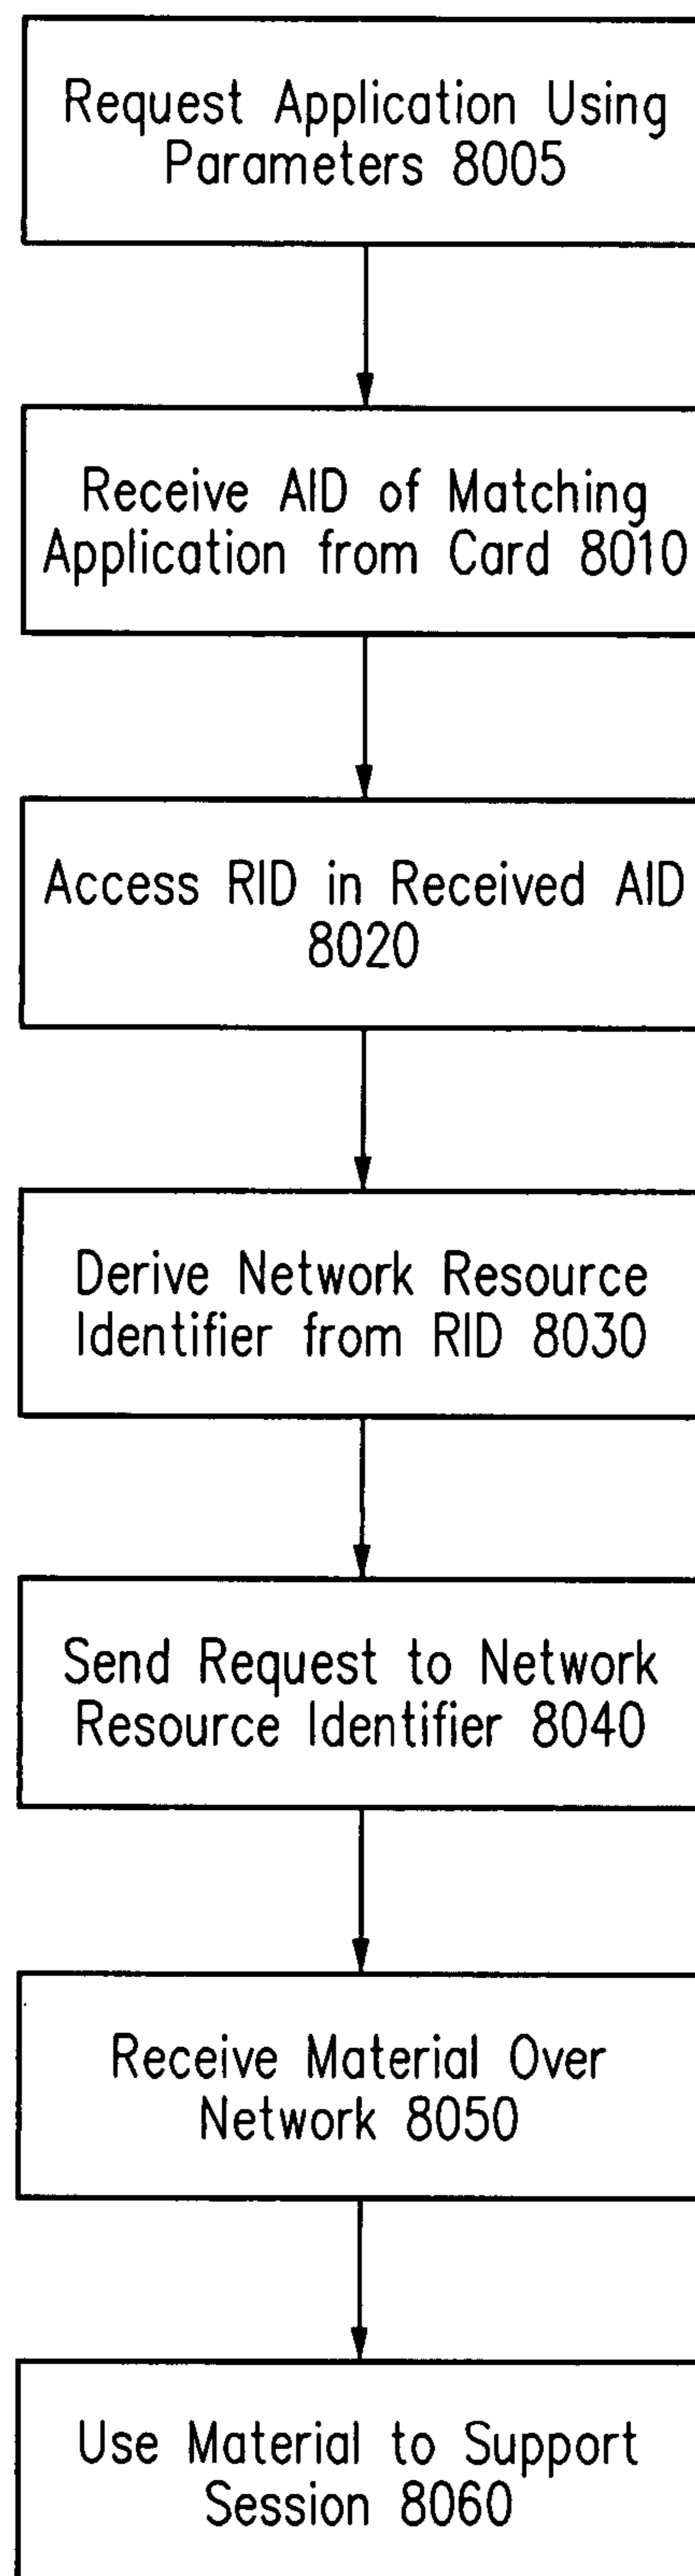 Request Application Using
Parameters 8005
Receive AID of Matching
Application from Card 8010
Access RID in Received AID
8020
Derive Network Resource
Identifier from RID 8030
Send Request to Network
Resource Identifier 8040
Receive Material Over
Network 8050
Use Material to Support
Session 8060